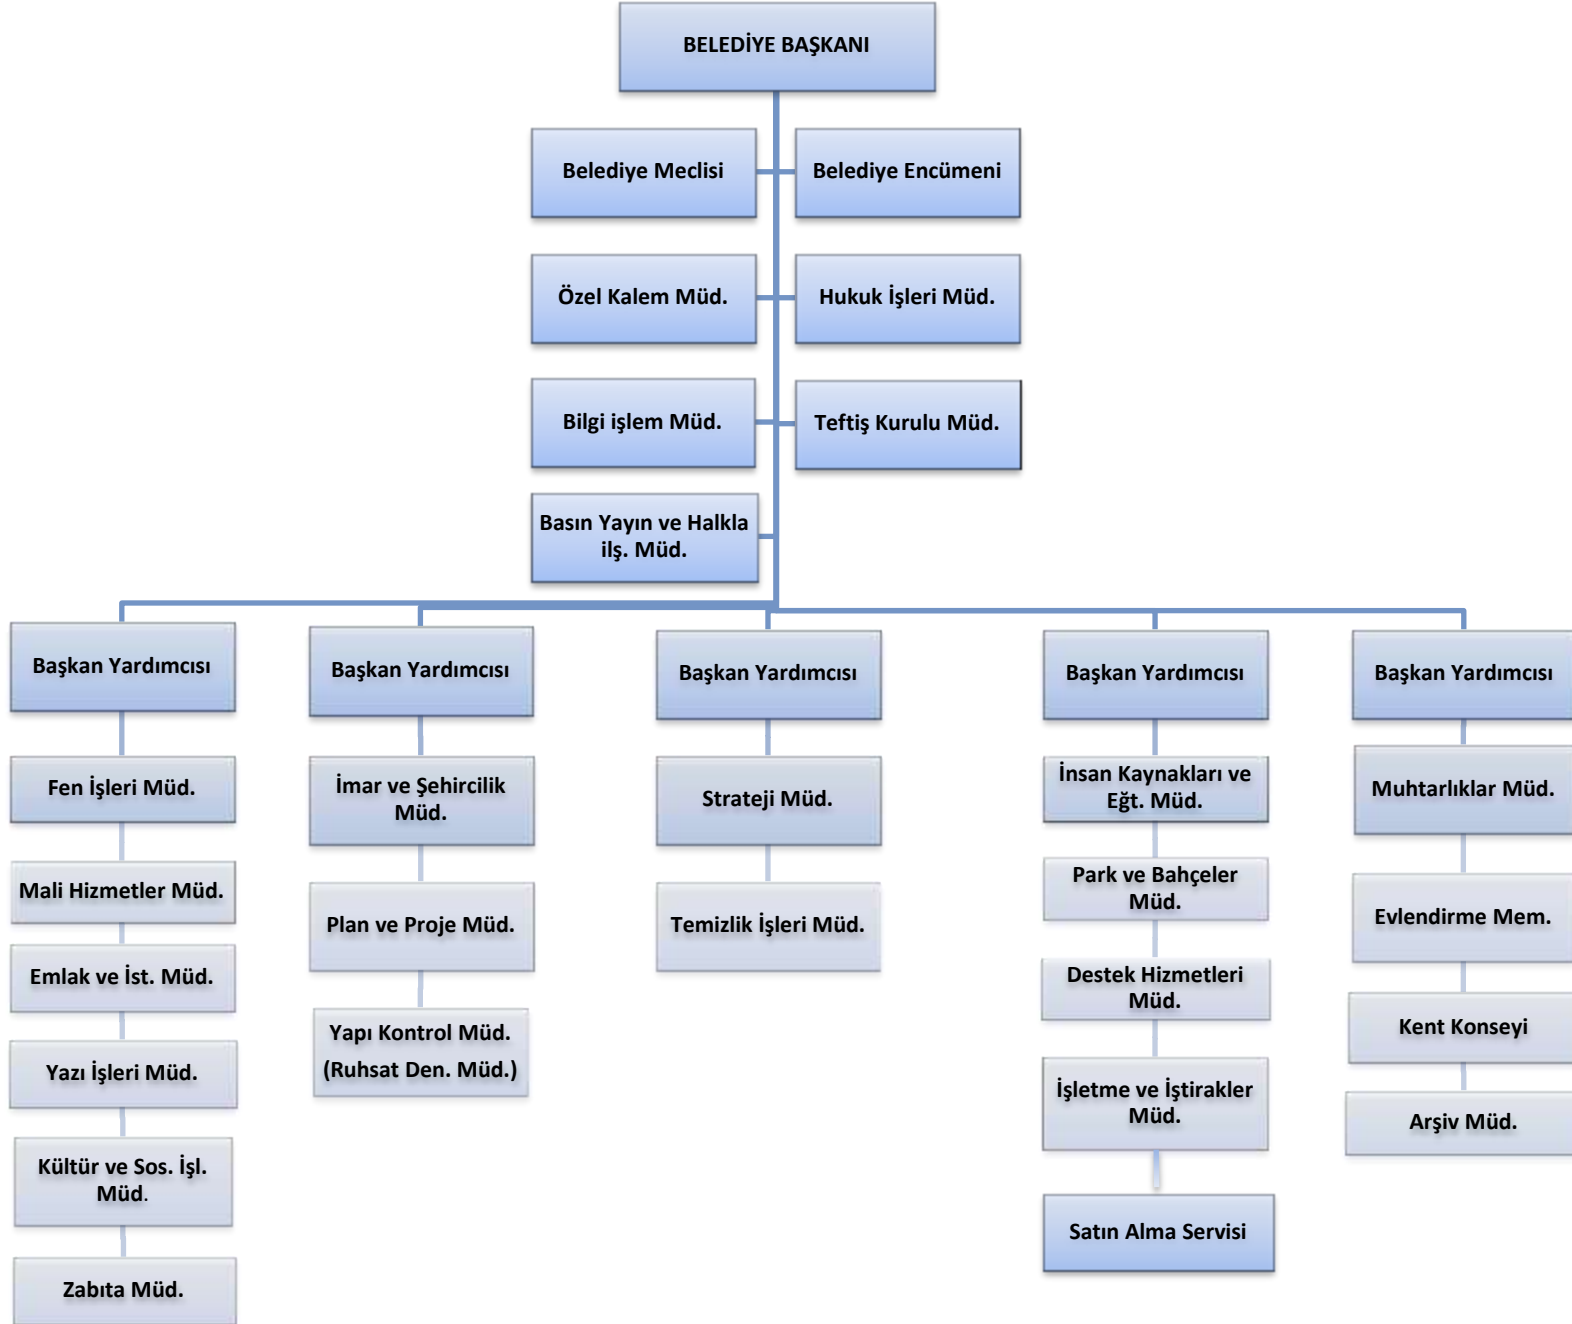 BELEDİYE BAŞKANI
Belediye Meclisi
Belediye Encümeni
Özel Kalem Müd.
Hukuk İşleri Müd.
Bilgi işlem Müd.
Teftiş Kurulu Müd.
Basın Yayın ve Halkla
ilş. Müd.
Başkan Yardımcısı
Fen İşleri Müd.
Mali Hizmetler Müd.
Emlak ve İst. Müd.
Yazı İşleri Müd.
Kültür ve Sos. İşl.
Müd.
Zabıta Müd.
Başkan Yardımcısı
İmar ve Şehircilik
Müd.
Plan ve Proje Müd.
Yapı Kontrol Müd.
(Ruhsat Den. Müd.)
Başkan Yardımcısı
Strateji Müd.
Temizlik İşleri Müd.
Başkan Yardımcısı
İnsan Kaynakları ve
Eğt. Müd.
Park ve Bahçeler
Müd.
Destek Hizmetleri
Müd.
İşletme ve İştirakler
Müd.
Satın Alma Servisi
Başkan Yardımcısı
Muhtarlıklar Müd.
Evlendirme Mem.
Kent Konseyi
Arşiv Müd.